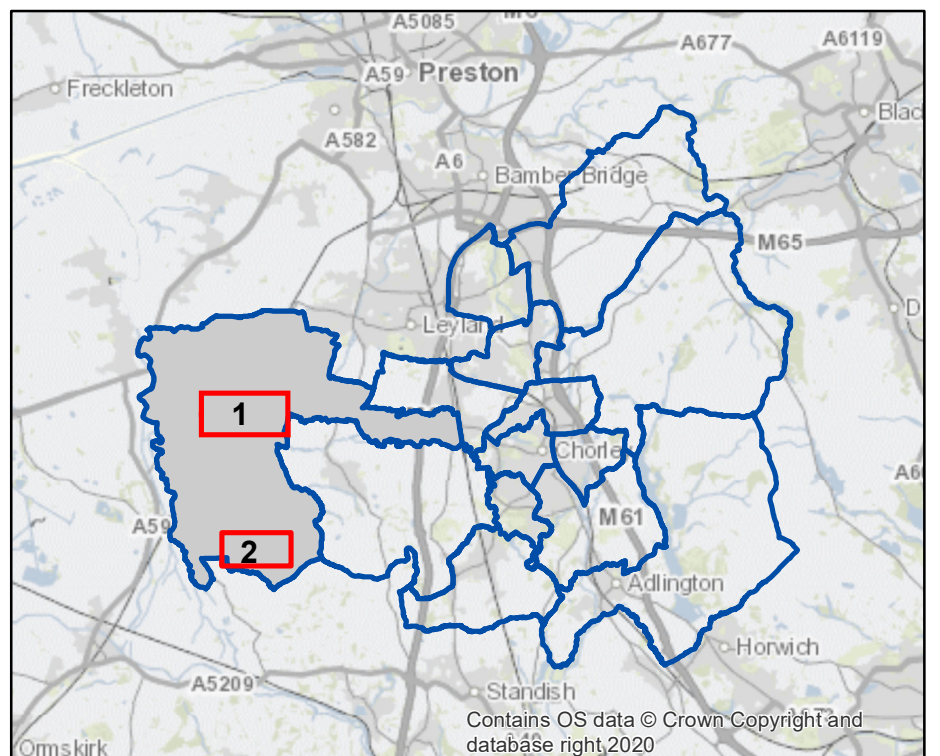 A5085
A677
A6119
A59
Preston
Freckleton
Blac
A582
A6
Bamber Bridge
M65
D
Leyland
1
Chorle
A6
A59
M61
2
Adlington
Horwich
A5209
Standish
Contains OS data © Crown Copyright and
database right 2020
Ormskirk